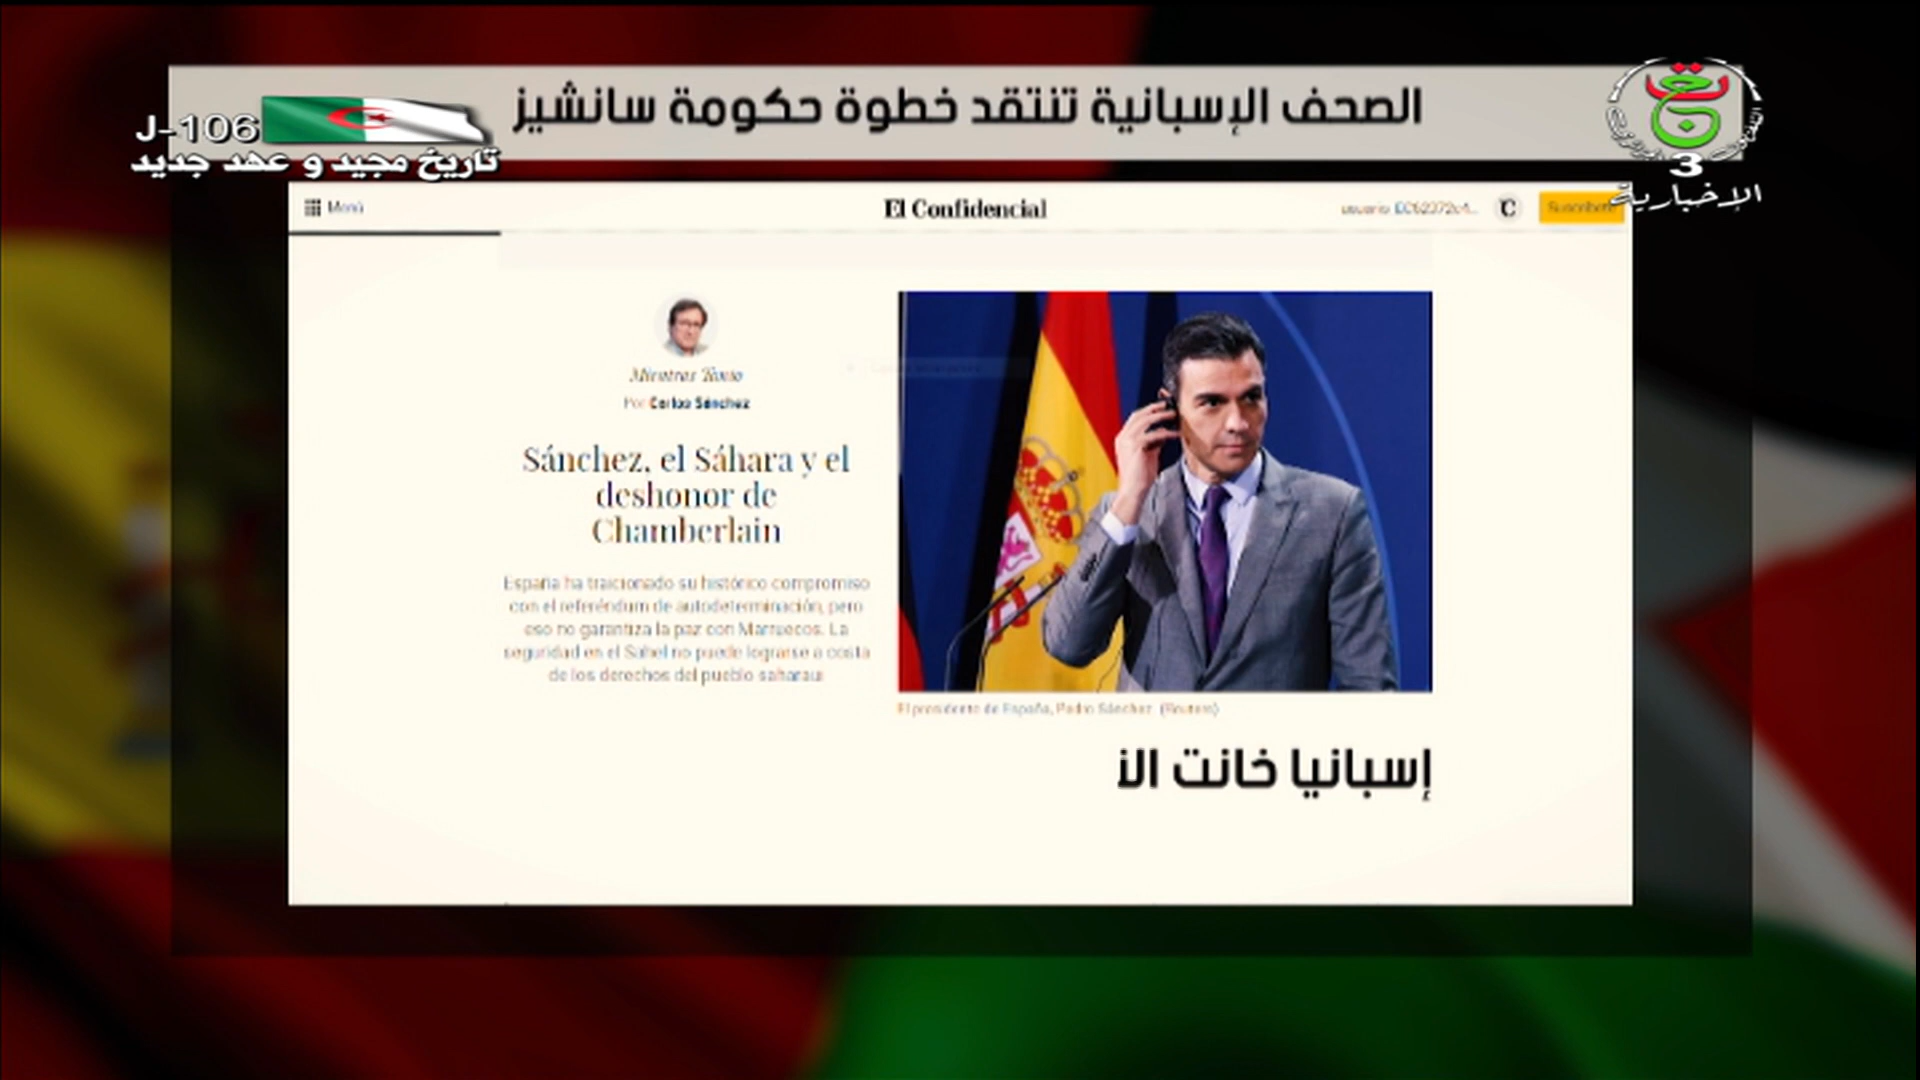 الصحف الإسبانية تنتقد خطوة حكومة سانشيز
J-106
تاريخ مجيد و عهد جديد
3
الإخبارية
Menú
El Confidencial
Mientras Tanto
Por Carlos Sánchez
Sánchez, el Sáhara y el
deshonor de
Chamberlain
España ha traicionado su histórico compromiso
con el referéndum de autodeterminación, pero
eso no garantiza la paz con Marruecos. La
seguridad en el Sahel no puede lograrse a costa
de los derechos del pueblo saharaui
El presidente de España, Pedro Sánchez. (Reuters)
إسبانيا خانت الا